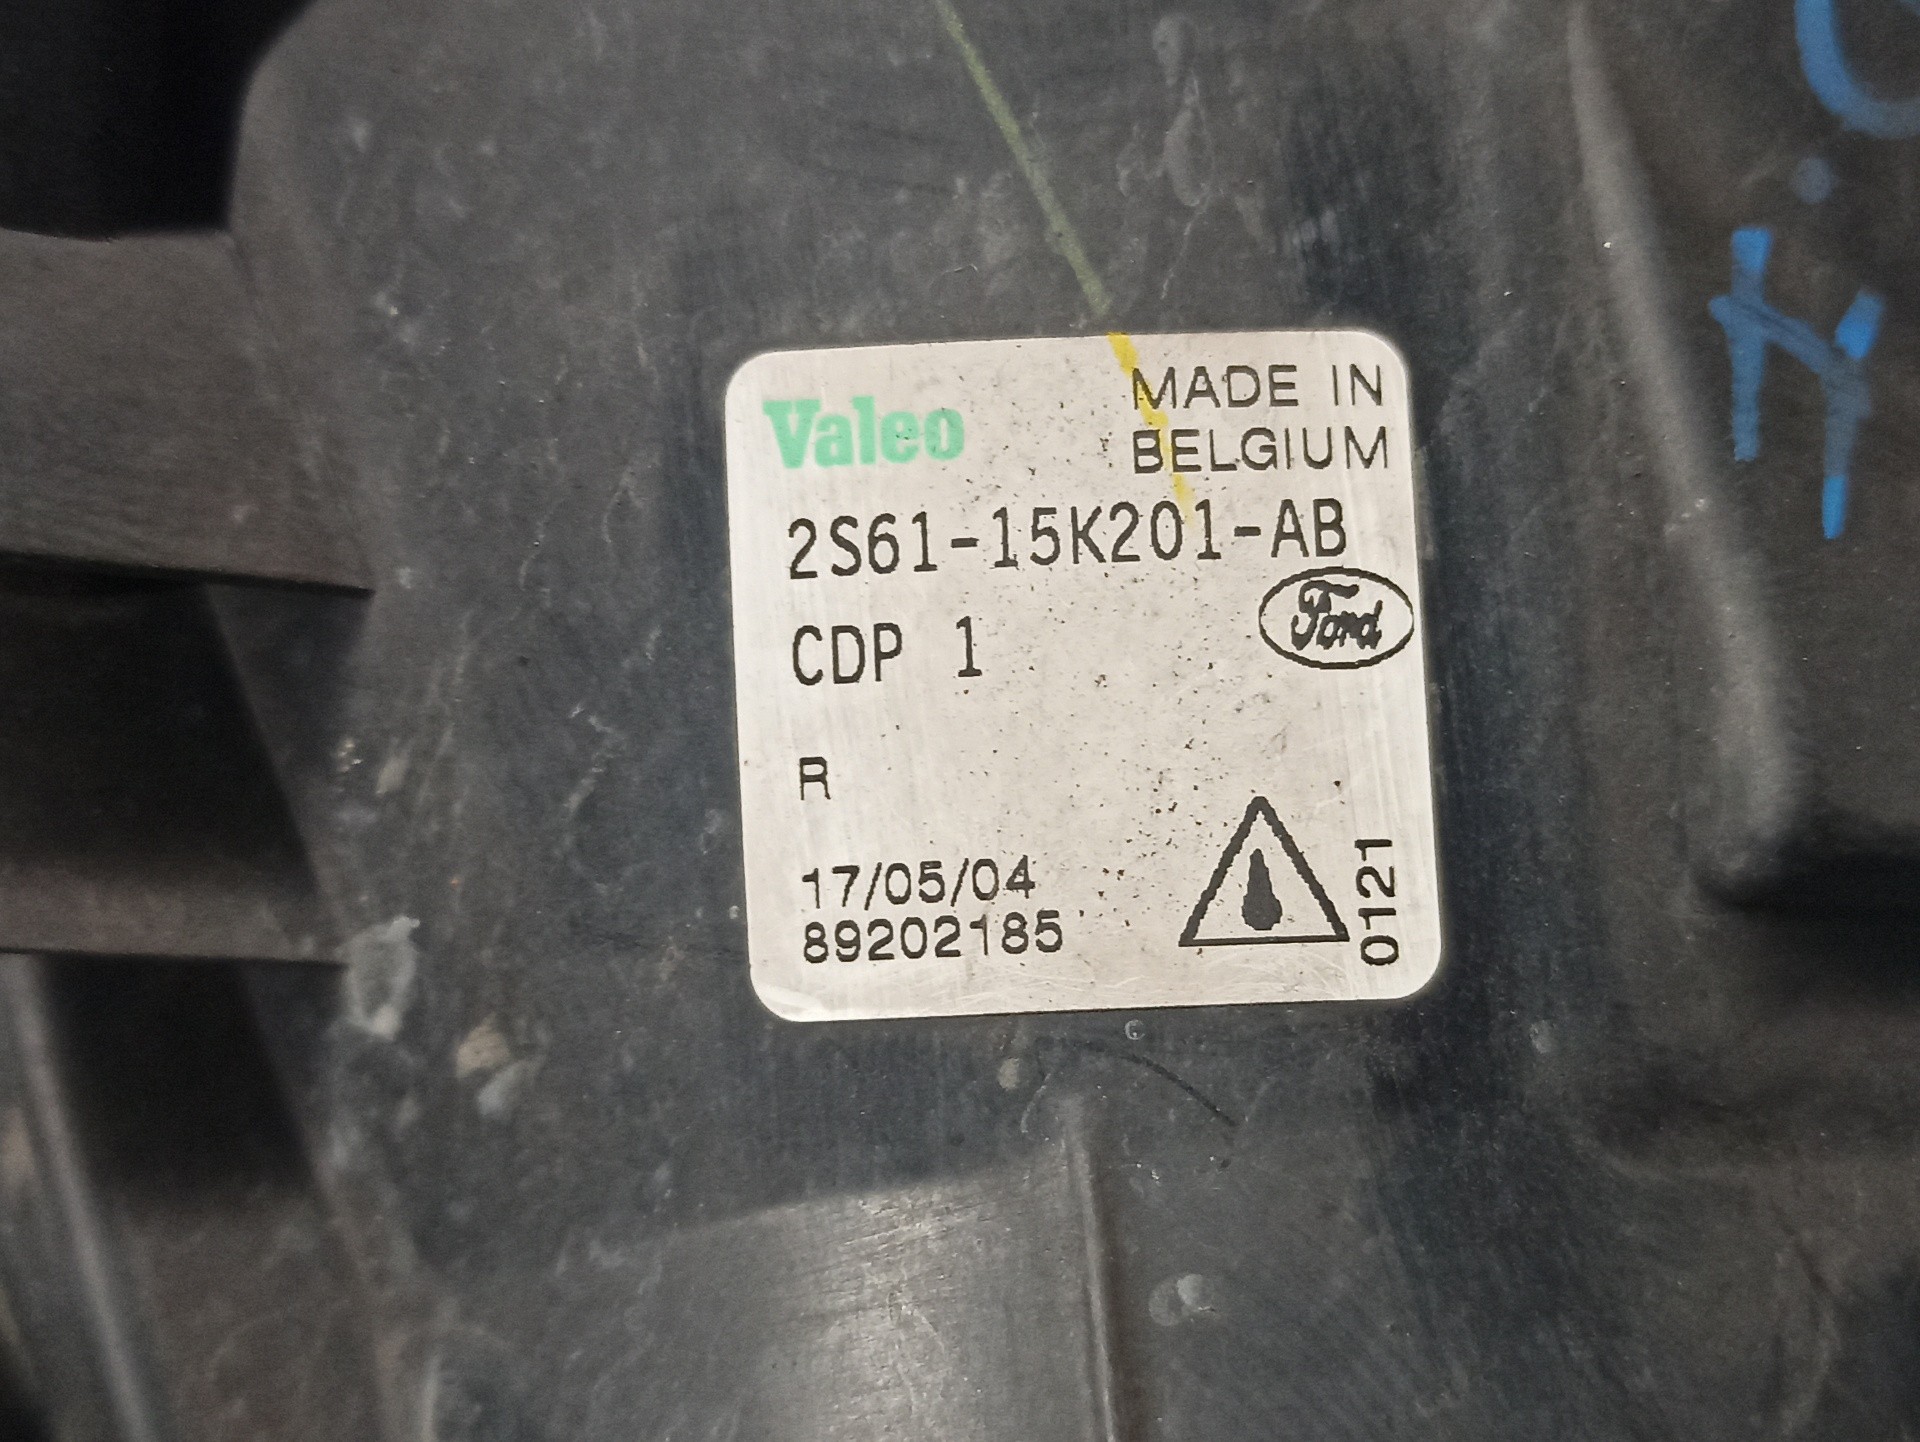 Valeo
MADE IN
BELGIUM
2S61-15K201-AB
Ford
CDP 1
R
17/05/04
89202185
0121